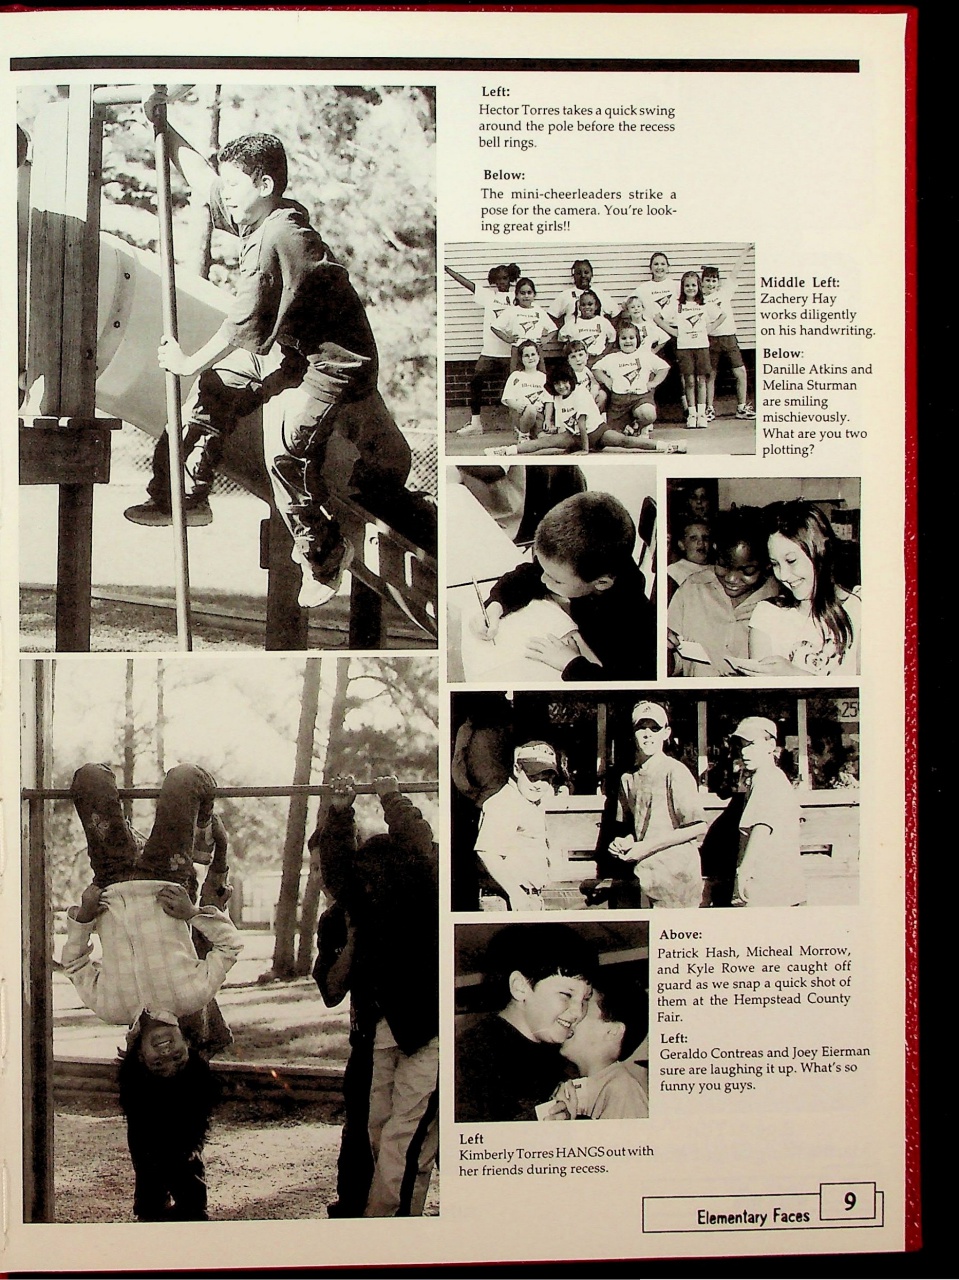 Left:
Hector Torres takes a quick swing
around the pole before the recess
bell rings.
Below:
The mini-cheerleaders strike a
pose for the camera. You're look-
ing great girls!!
Middle Left:
Zachery Hay
works diligently
on his handwriting.
Below:
Danille Atkins and
Melina Sturman
are smiling
mischievously.
What are you two
plotting?
25
Above:
Patrick Hash, Micheal Morrow,
and Kyle Rowe are caught off
guard as we snap a quick shot of
them at the Hempstead County
Fair.
Left:
Geraldo Contreas and Joey Eierman
sure are laughing it up. What's so
funny you guys.
Left
Kimberly Torres HANGS out with
her friends during recess.
Elementary Faces
9